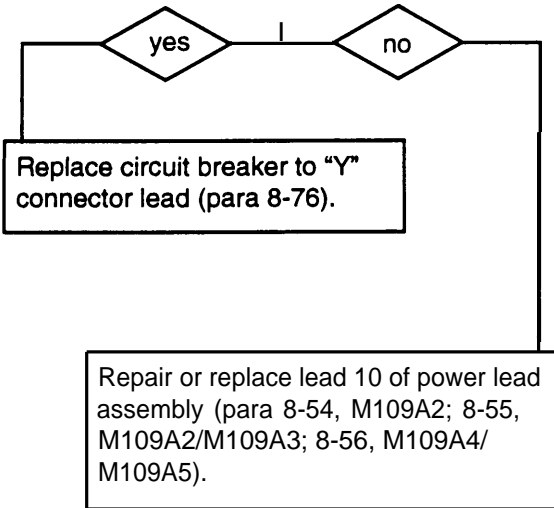 yes
no
Replace circuit breaker to “Y”
connector lead (para 8-76).
Repair or replace lead 10 of power lead
assembly (para 8-54, M109A2; 8-55,
M109A2/M109A3; 8-56, M109A4/
M109A5).